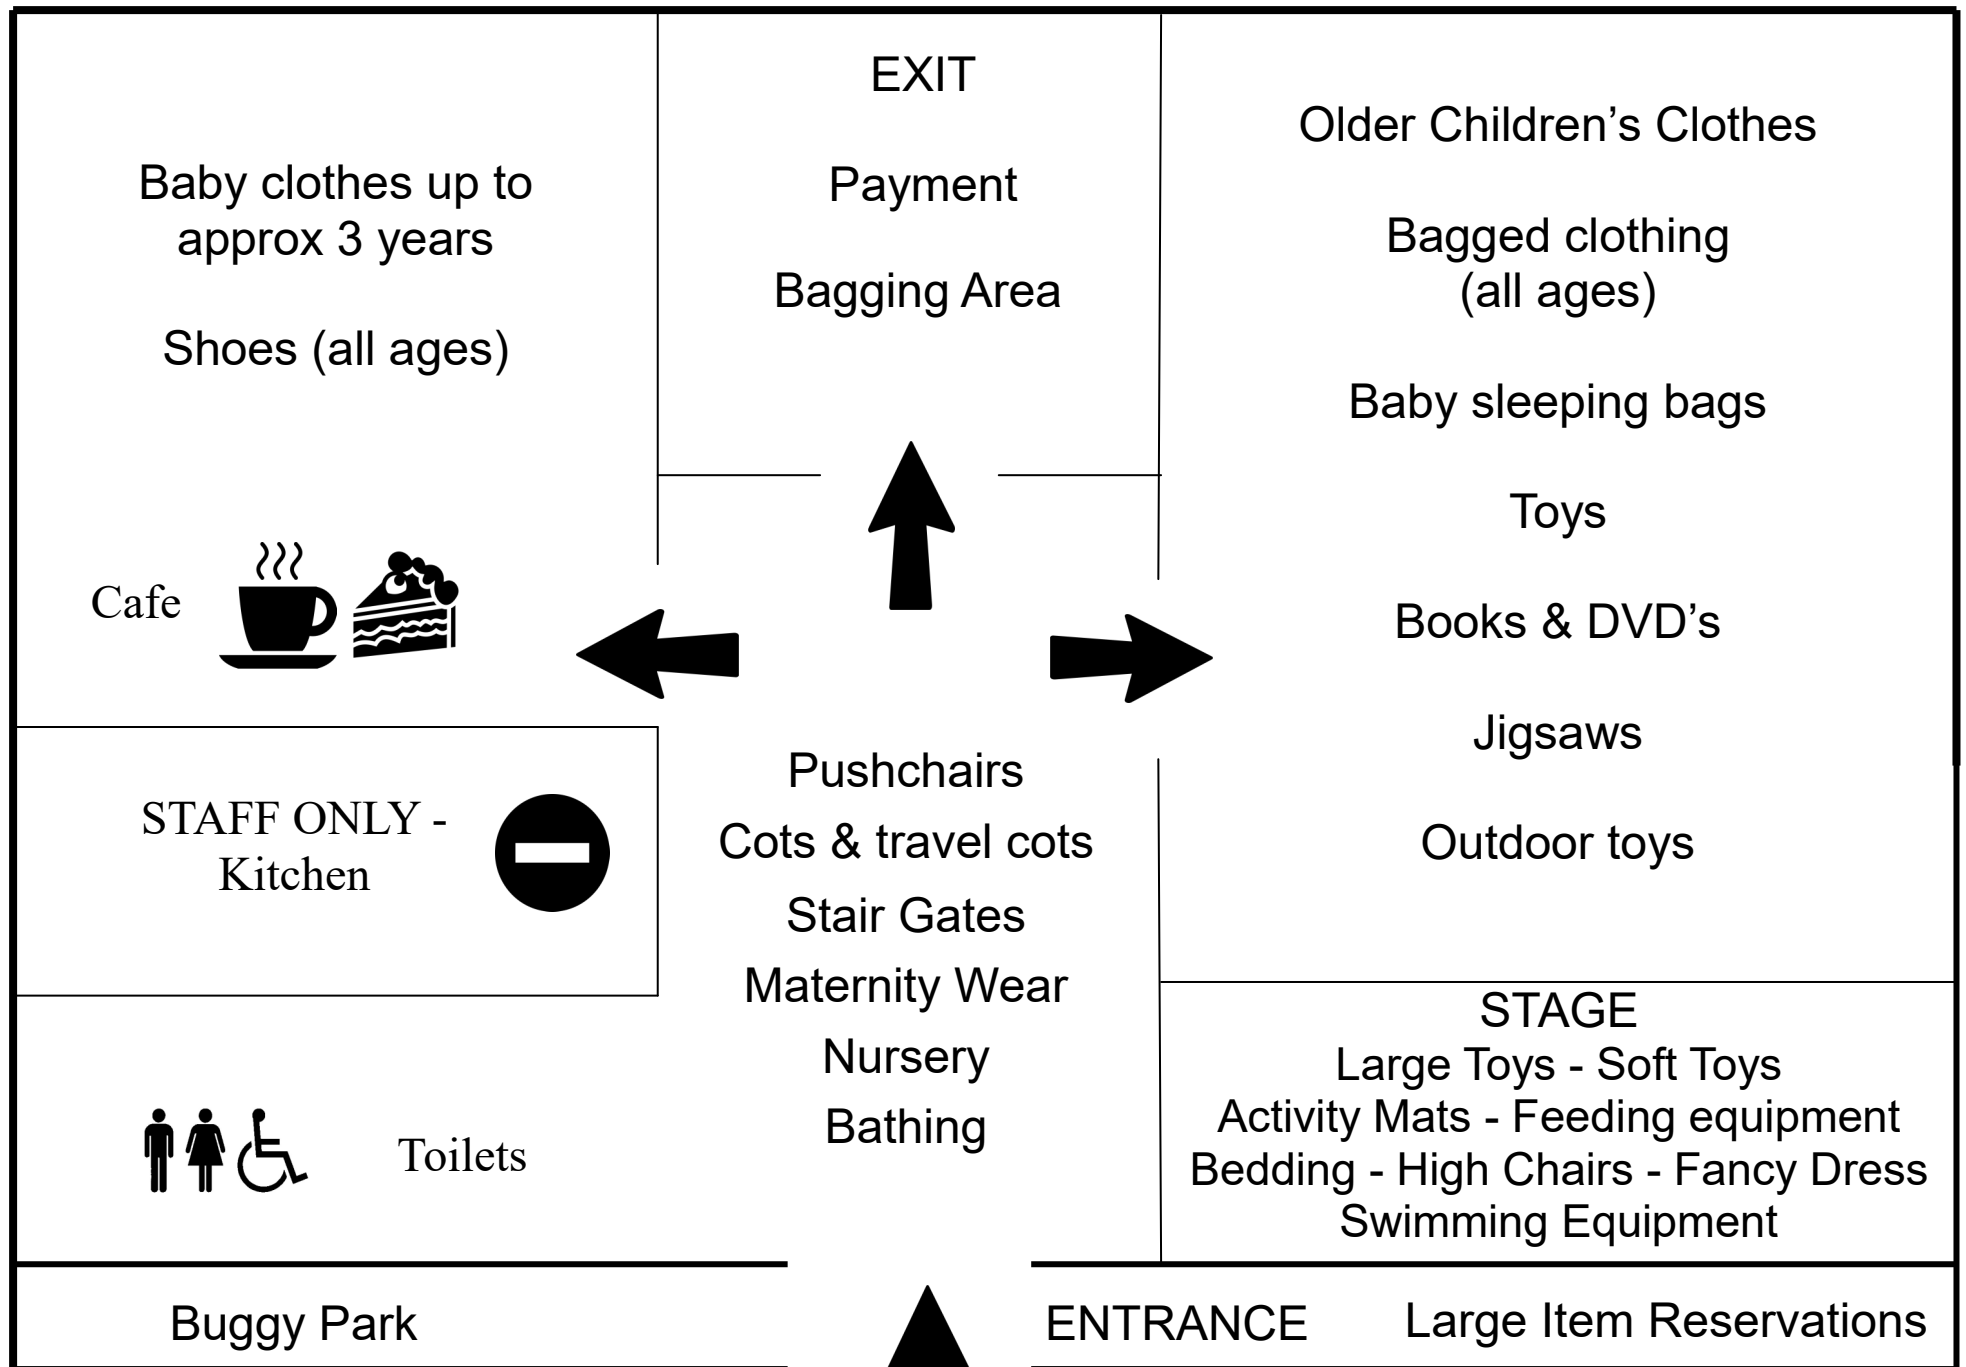 Baby clothes up to
approx 3 years
Shoes (all ages)
Cafe
STAFF ONLY -
Kitchen
Toilets
EXIT
Payment
Bagging Area
Pushchairs
Cots & travel cots
Stair Gates
Maternity Wear
Nursery
Bathing
Older Children’s Clothes
Bagged clothing
(all ages)
Baby sleeping bags
Toys
Books & DVD’s
Jigsaws
Outdoor toys
STAGE
Large Toys - Soft Toys
Activity Mats - Feeding equipment
Bedding - High Chairs - Fancy Dress
Swimming Equipment
Buggy Park
ENTRANCE
Large Item Reservations